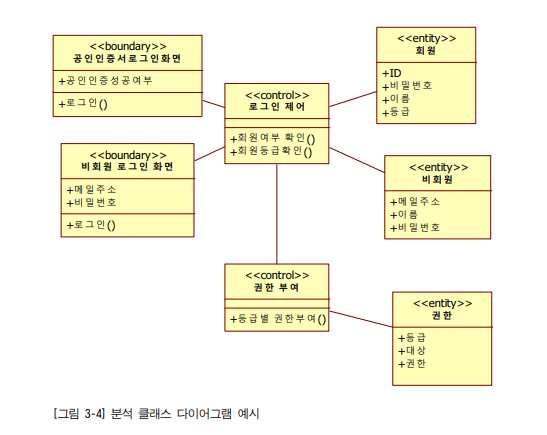 <<boundary>>
공인인증서로그인화면
+공인인증성공여부
+로그인()
<<boundary>>
비회원 로그인 화면
+메일주소
+비밀번호
+로그인()
<<control>>
로그인 제어
+회원여부 확인()
+회원등급확인()
<<entity>>
회원
+ID
+비밀번호
+이름
+등급
<<entity>>
비회원
+메일주소
+이름
+비밀번호
<<control>>
권한 부여
+등급별 권한부여()
<<entity>>
권한
+등급
+대상
+권한
[그림 3-4] 분석 클래스 다이어그램 예시